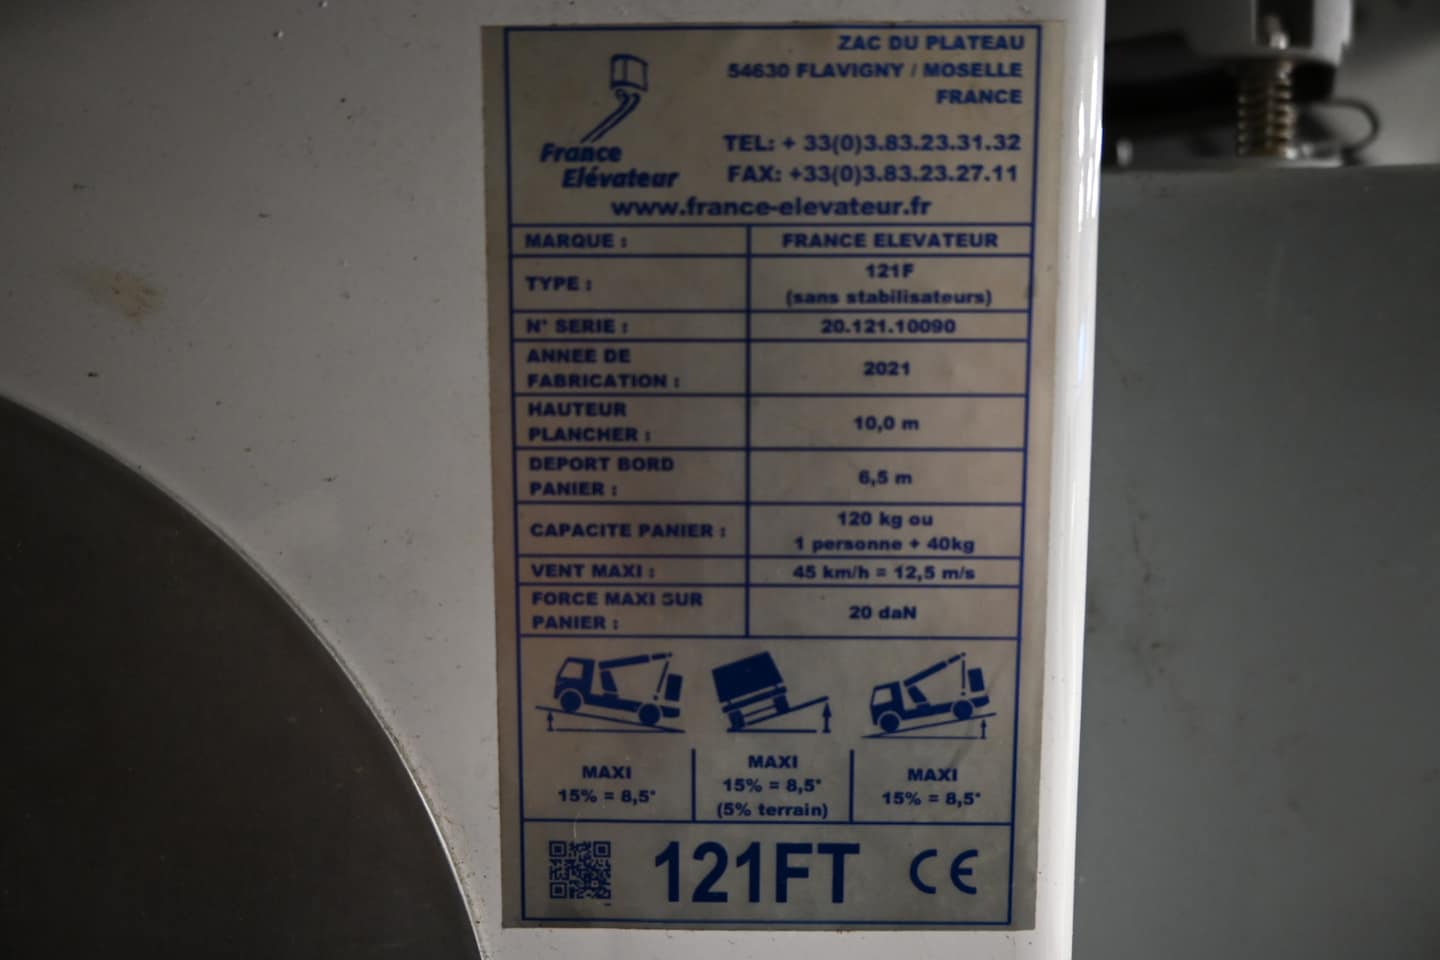 ZAC DU PLATEAU
54630 FLAVIGNY / MOSELLE
FRANCE
France
Elévateur
TEL: + 33(0)3.83.23.31.32
FAX: +33(0)3.83.23.27.11
www.france-elevateur.fr
MARQUE : FRANCE ELEVATEUR
TYPE : 121F
(sans stabilisateurs)
N° SERIE : 20.121.10090
ANNEE DE
FABRICATION : 2021
HAUTEUR
PLANCHER : 10,0 m
DEPORT BORD
PANIER : 6,5 m
CAPACITE PANIER : 120 kg ou
1 personne + 40kg
VENT MAXI : 45 km/h = 12,5 m/s
FORCE MAXI SUR
PANIER : 20 daN
MAXI
15% = 8,5°
MAXI
15% = 8,5°
(5% terrain)
MAXI
15% = 8,5°
121FT
CE